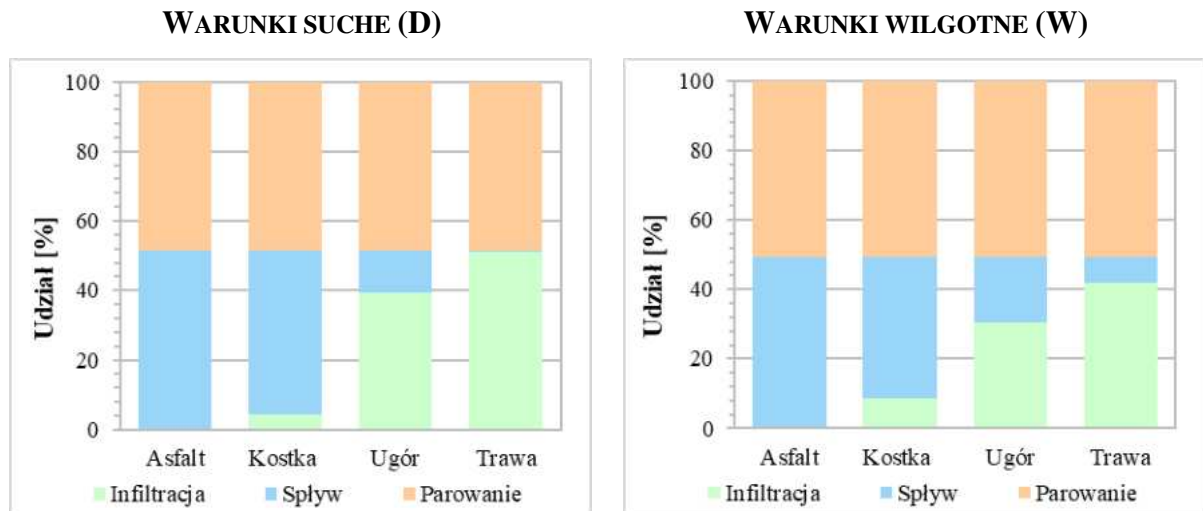 WARUNKI SUCHE (D)
Udział [%]
100
80
60
40
20
0
Asfalt Kostka Ugór Trawa
Infiltracja Spływ Parowanie
WARUNKI WILGOTNE (W)
Udział [%]
100
80
60
40
20
0
Asfalt Kostka Ugór Trawa
Infiltracja Spływ Parowanie